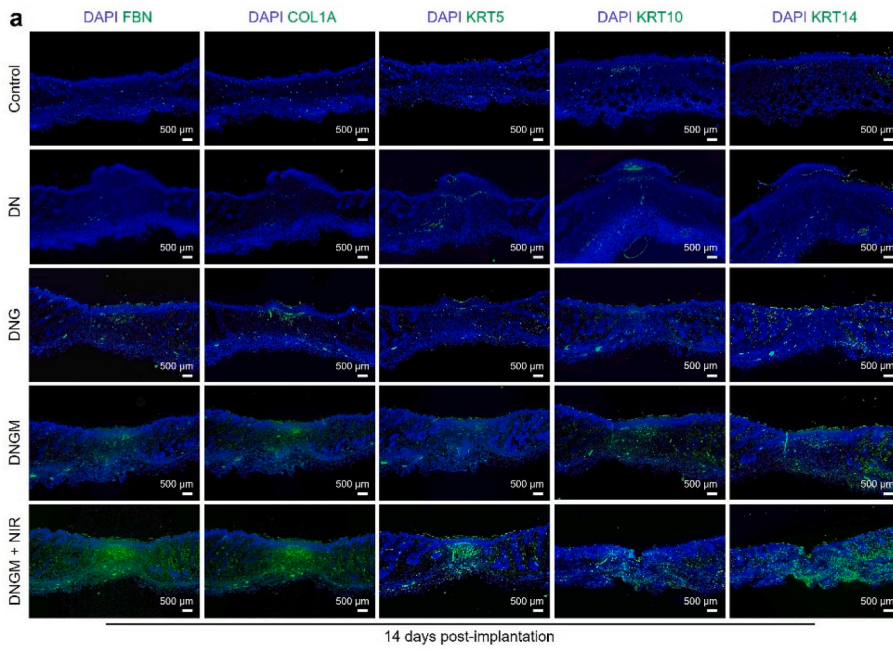 a
DAPI FBN DAPI COL1A DAPI KRT5 DAPI KRT10 DAPI KRT14
Control
500 µm 500 µm 500 µm 500 µm 500 µm
DN
500 µm 500 µm 500 µm 500 µm 500 µm
DNG
500 µm 500 µm 500 µm 500 µm 500 µm
DNGM
500 µm 500 µm 500 µm 500 µm 500 µm
DNGM + NIR
500 µm 500 µm 500 µm 500 µm 500 µm
14 days post-implantation